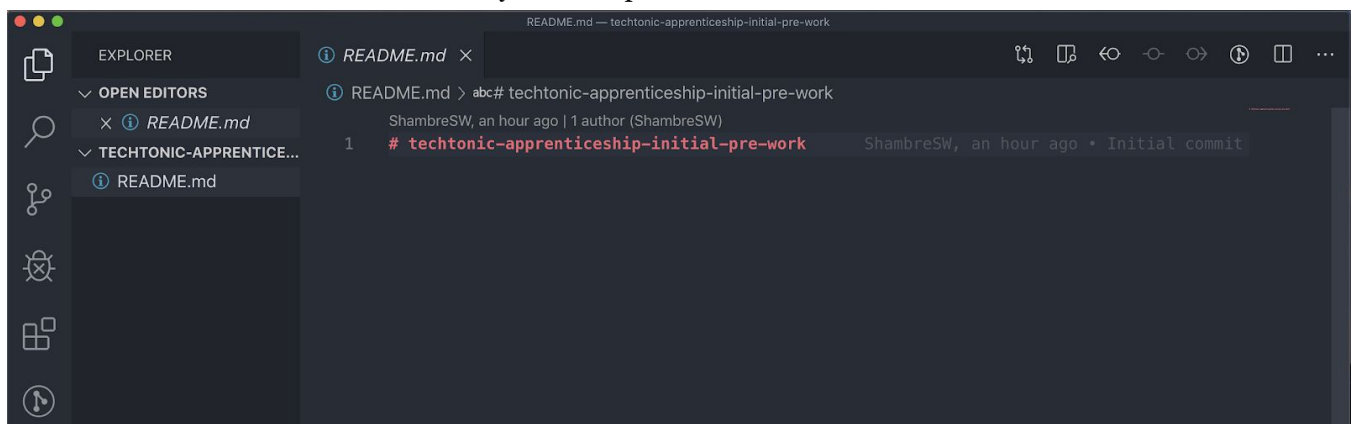 README.md — techtonic-apprenticeship-initial-pre-work
EXPLORER
README.md
OPEN EDITORS
README.md > abc# techtonic-apprenticeship-initial-pre-work
README.md
ShambreSW, an hour ago | 1 author (ShambreSW)
TECHTONIC-APPRENTICE...
1 # techtonic-apprenticeship-initial-pre-work ShambreSW, an hour ago • Initial commit
README.md